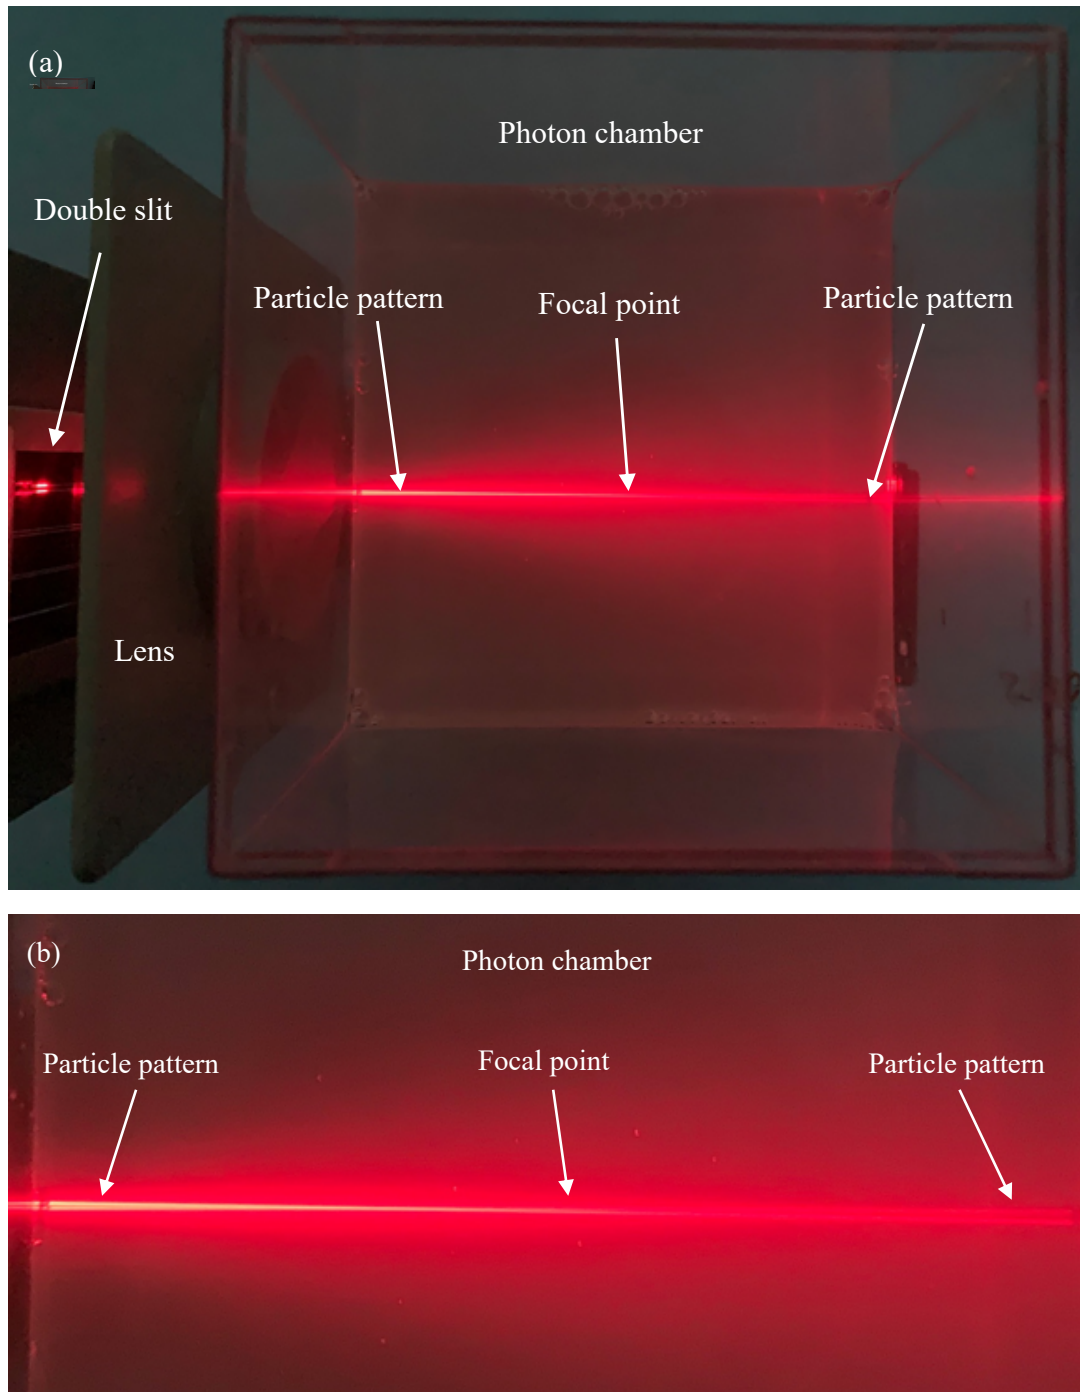 (a)
Photon chamber
Double slit
Particle pattern
Focal point
Particle pattern
Lens
(b)
Photon chamber
Particle pattern
Focal point
Particle pattern